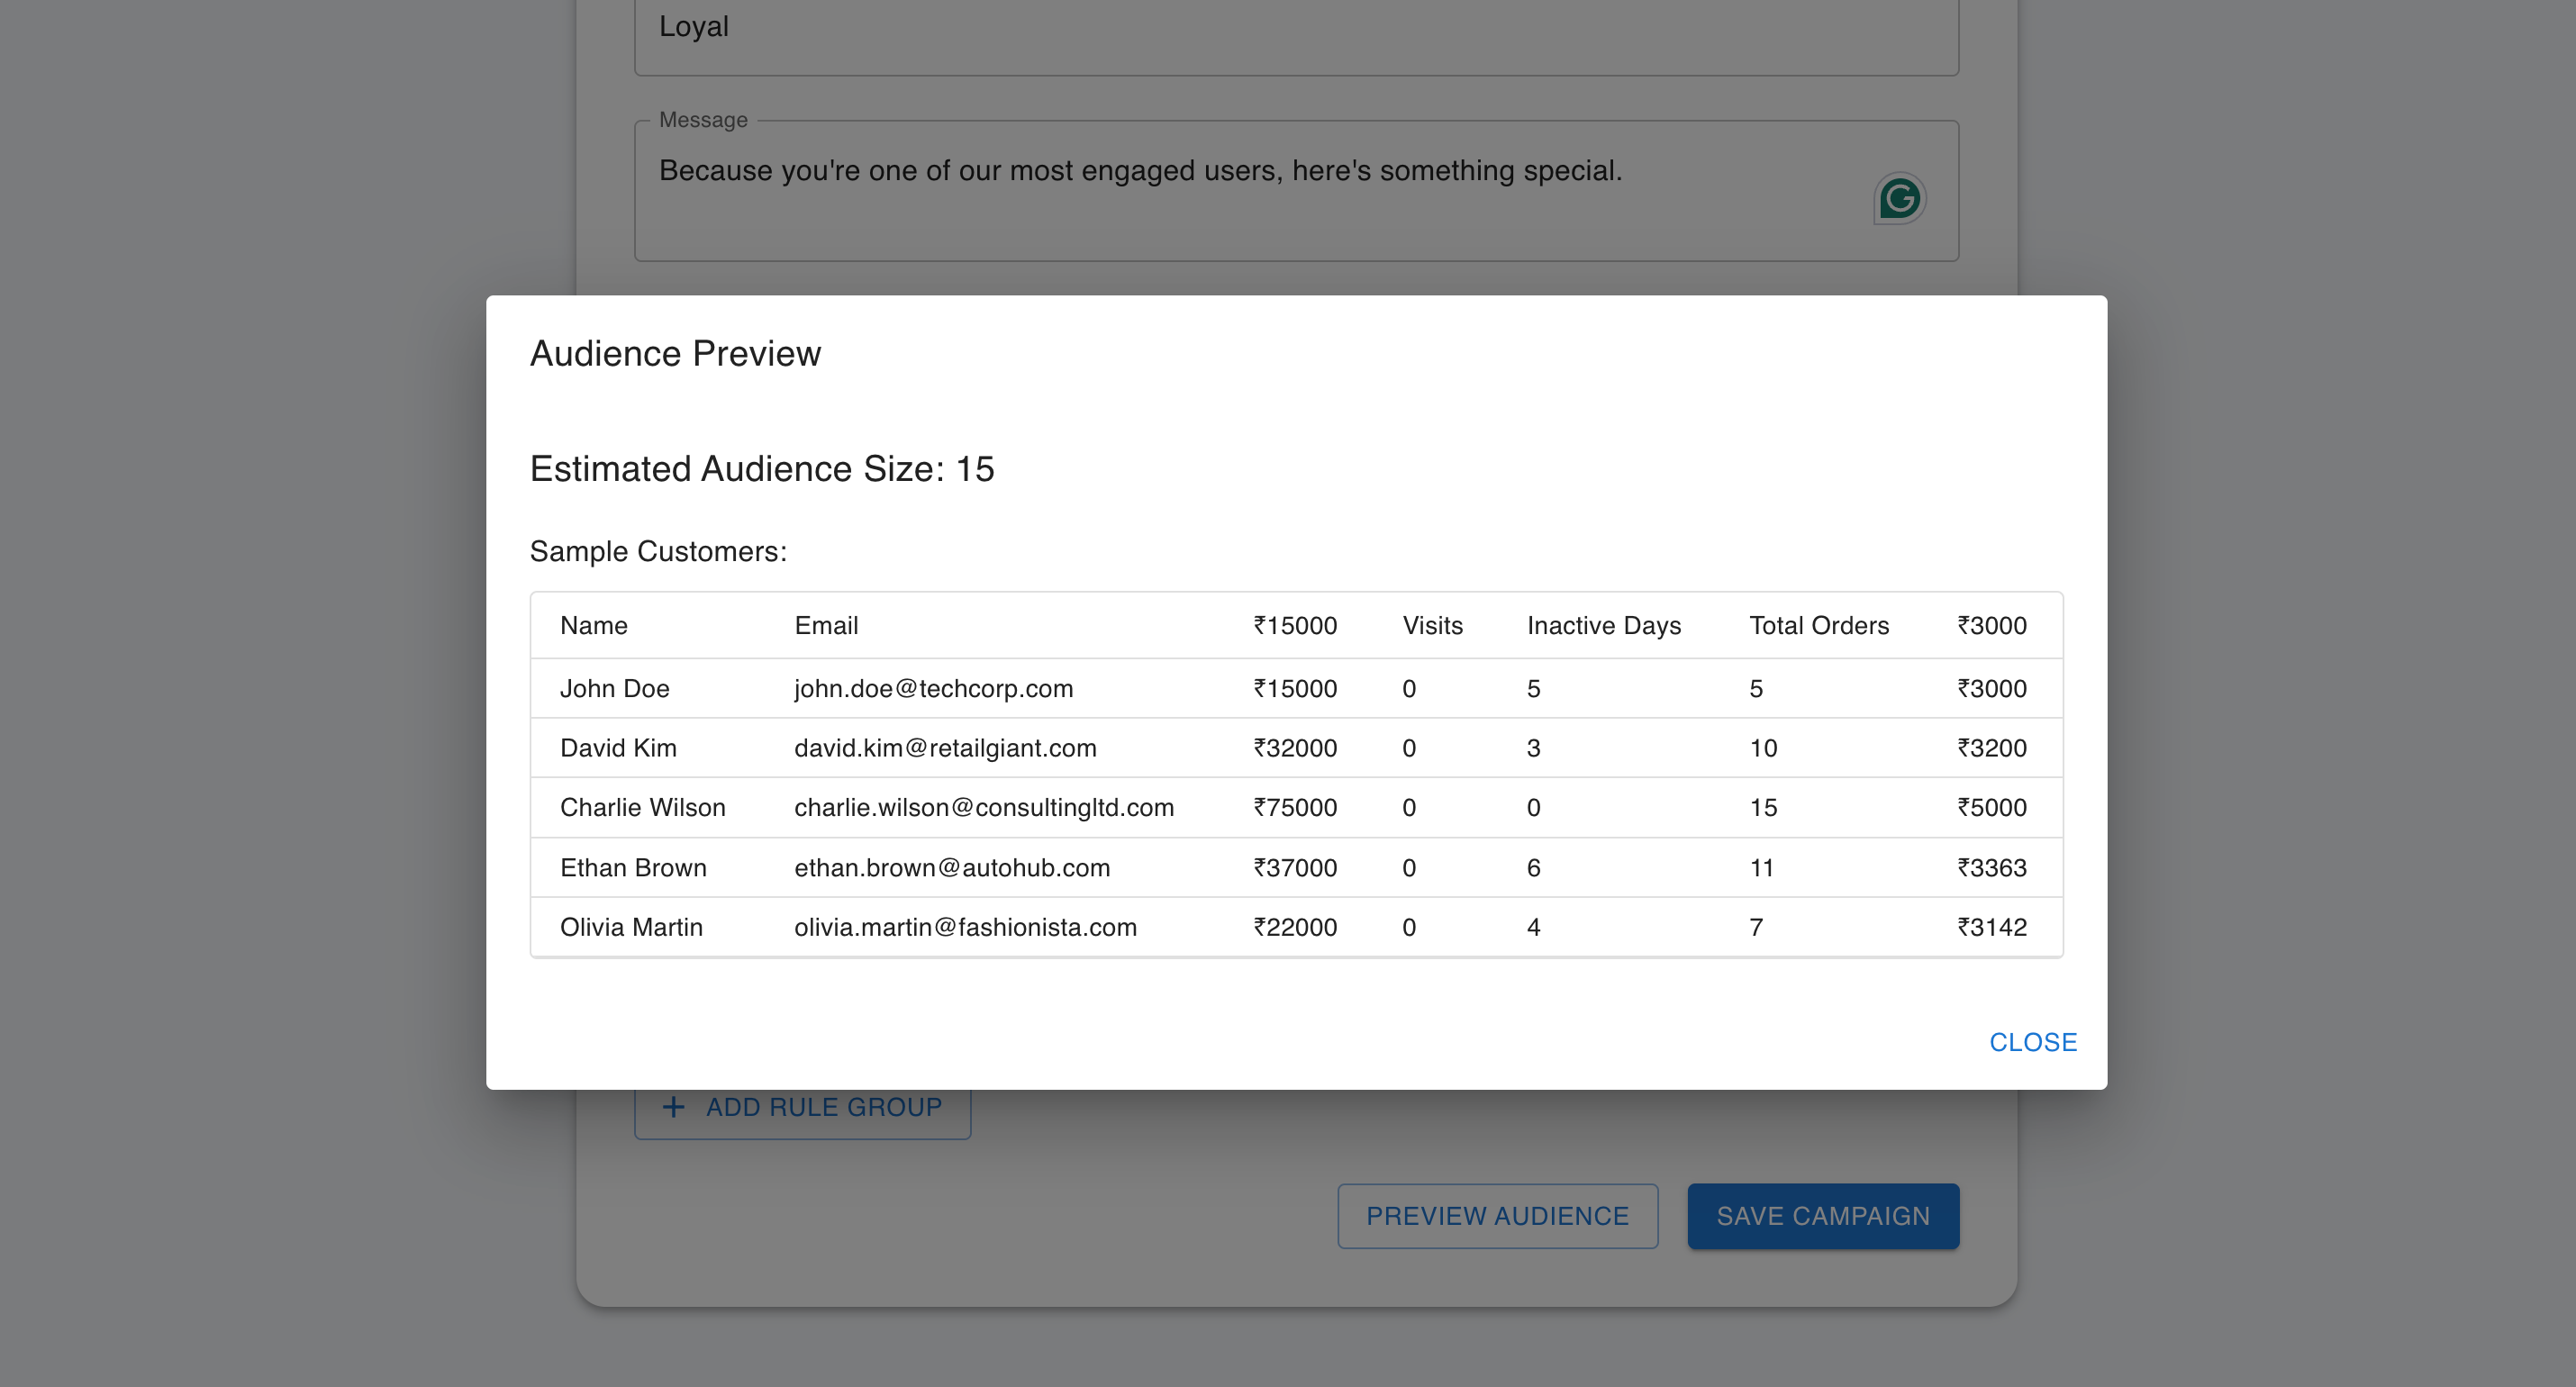 Loyal
Message
Because you're one of our most engaged users, here's something special.
Audience Preview
Estimated Audience Size: 15
Sample Customers:
Name Email ₹15000 Visits Inactive Days Total Orders ₹3000
John Doe john.doe@techcorp.com ₹15000 0 5 5 ₹3000
David Kim david.kim@retailgiant.com ₹32000 0 3 10 ₹3200
Charlie Wilson charlie.wilson@consultingltd.com ₹75000 0 0 15 ₹5000
Ethan Brown ethan.brown@autohub.com ₹37000 0 6 11 ₹3363
Olivia Martin olivia.martin@fashionista.com ₹22000 0 4 7 ₹3142
CLOSE
+ ADD RULE GROUP
PREVIEW AUDIENCE SAVE CAMPAIGN